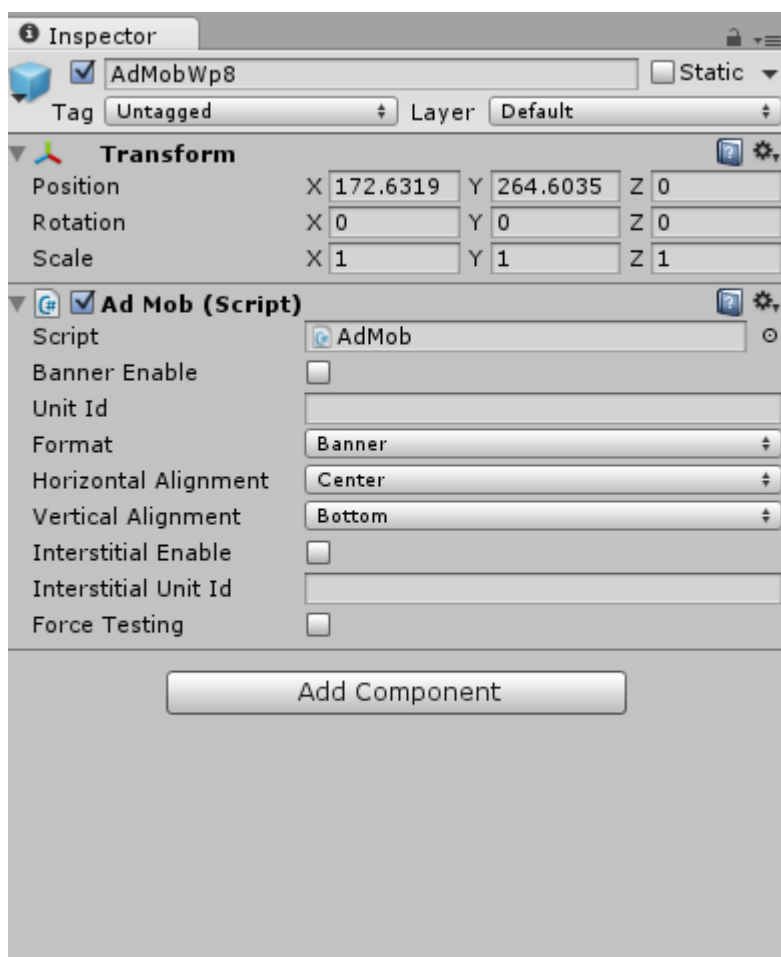 Inspector
AdMobWp8 Static
Tag Untagged Layer Default
Transform
Position X 172.6319 Y 264.6035 Z 0
Rotation X 0 Y 0 Z 0
Scale X 1 Y 1 Z 1
Ad Mob (Script)
Script AdMob
Banner Enable
Unit Id
Format Banner
Horizontal Alignment Center
Vertical Alignment Bottom
Interstitial Enable
Interstitial Unit Id
Force Testing
Add Component